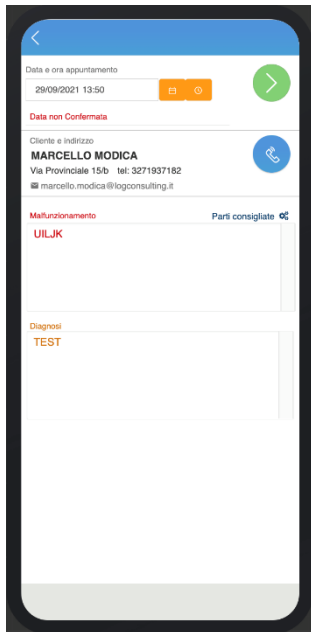 Data e ora appuntamento
29/09/2021 13:50
Data non Confermata
Cliente e Indirizzo
MARCELLO MODICA
Via Provinciale 15/b tel: 3271937182
marcello.modica@logconsulting.it
Malfunzionamento Parti consigliate
UILJK
Diagnosi
TEST